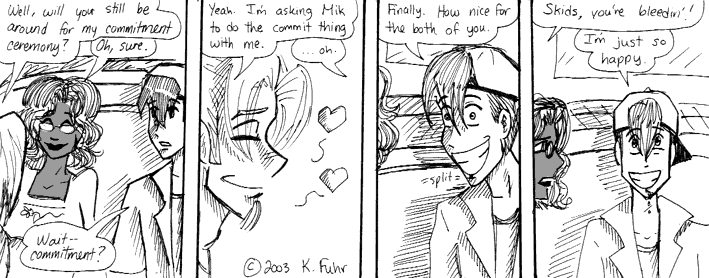 Well, will you still be
around for my commitment
ceremony?
Oh, sure.
Wait--
commitment?
Yeah. I'm asking Mik
to do the commit thing
with me.
... oh.
© 2003 K. Fuhr
Finally. How nice for
the both of you.
=split=
Skids, you're bleedin'!
I'm just so
happy.